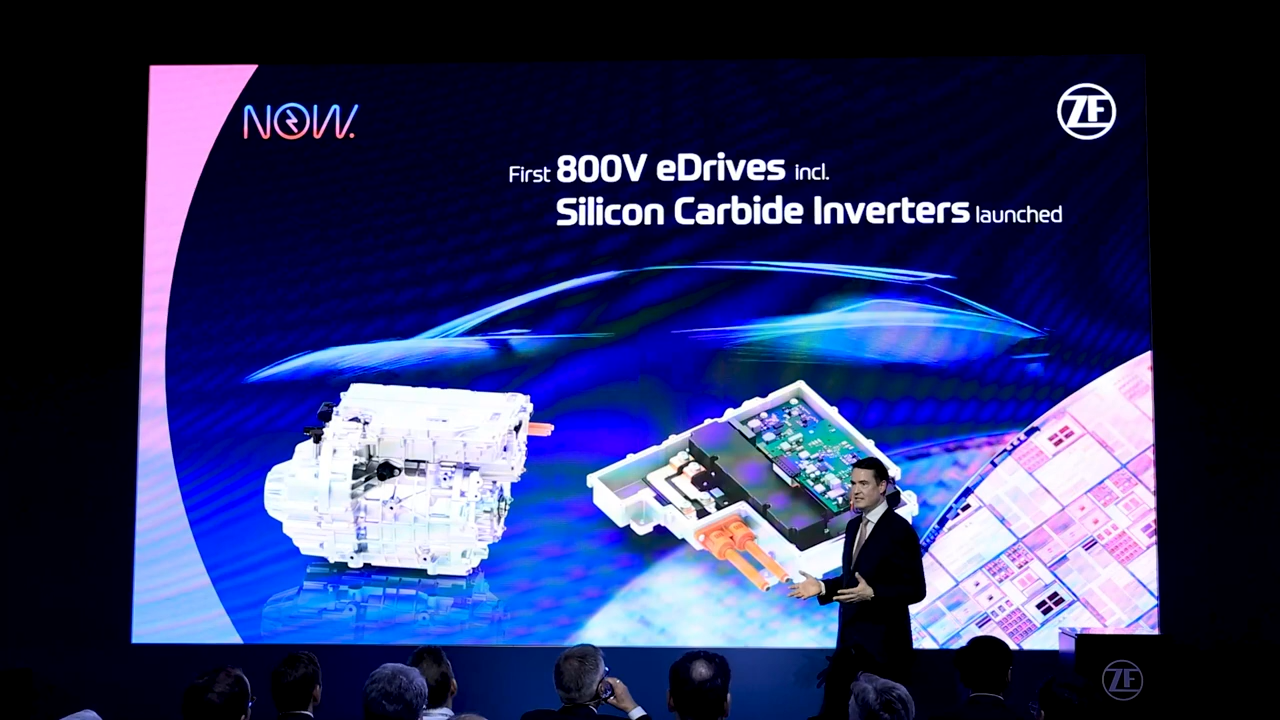 NOW.
ZF
First 800V eDrives incl.
Silicon Carbide Inverters launched
ZF